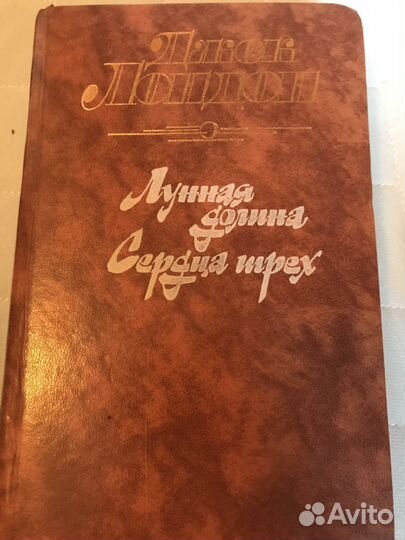 Джек
Лондон
Лунная
долина
Сердца трех
Avito